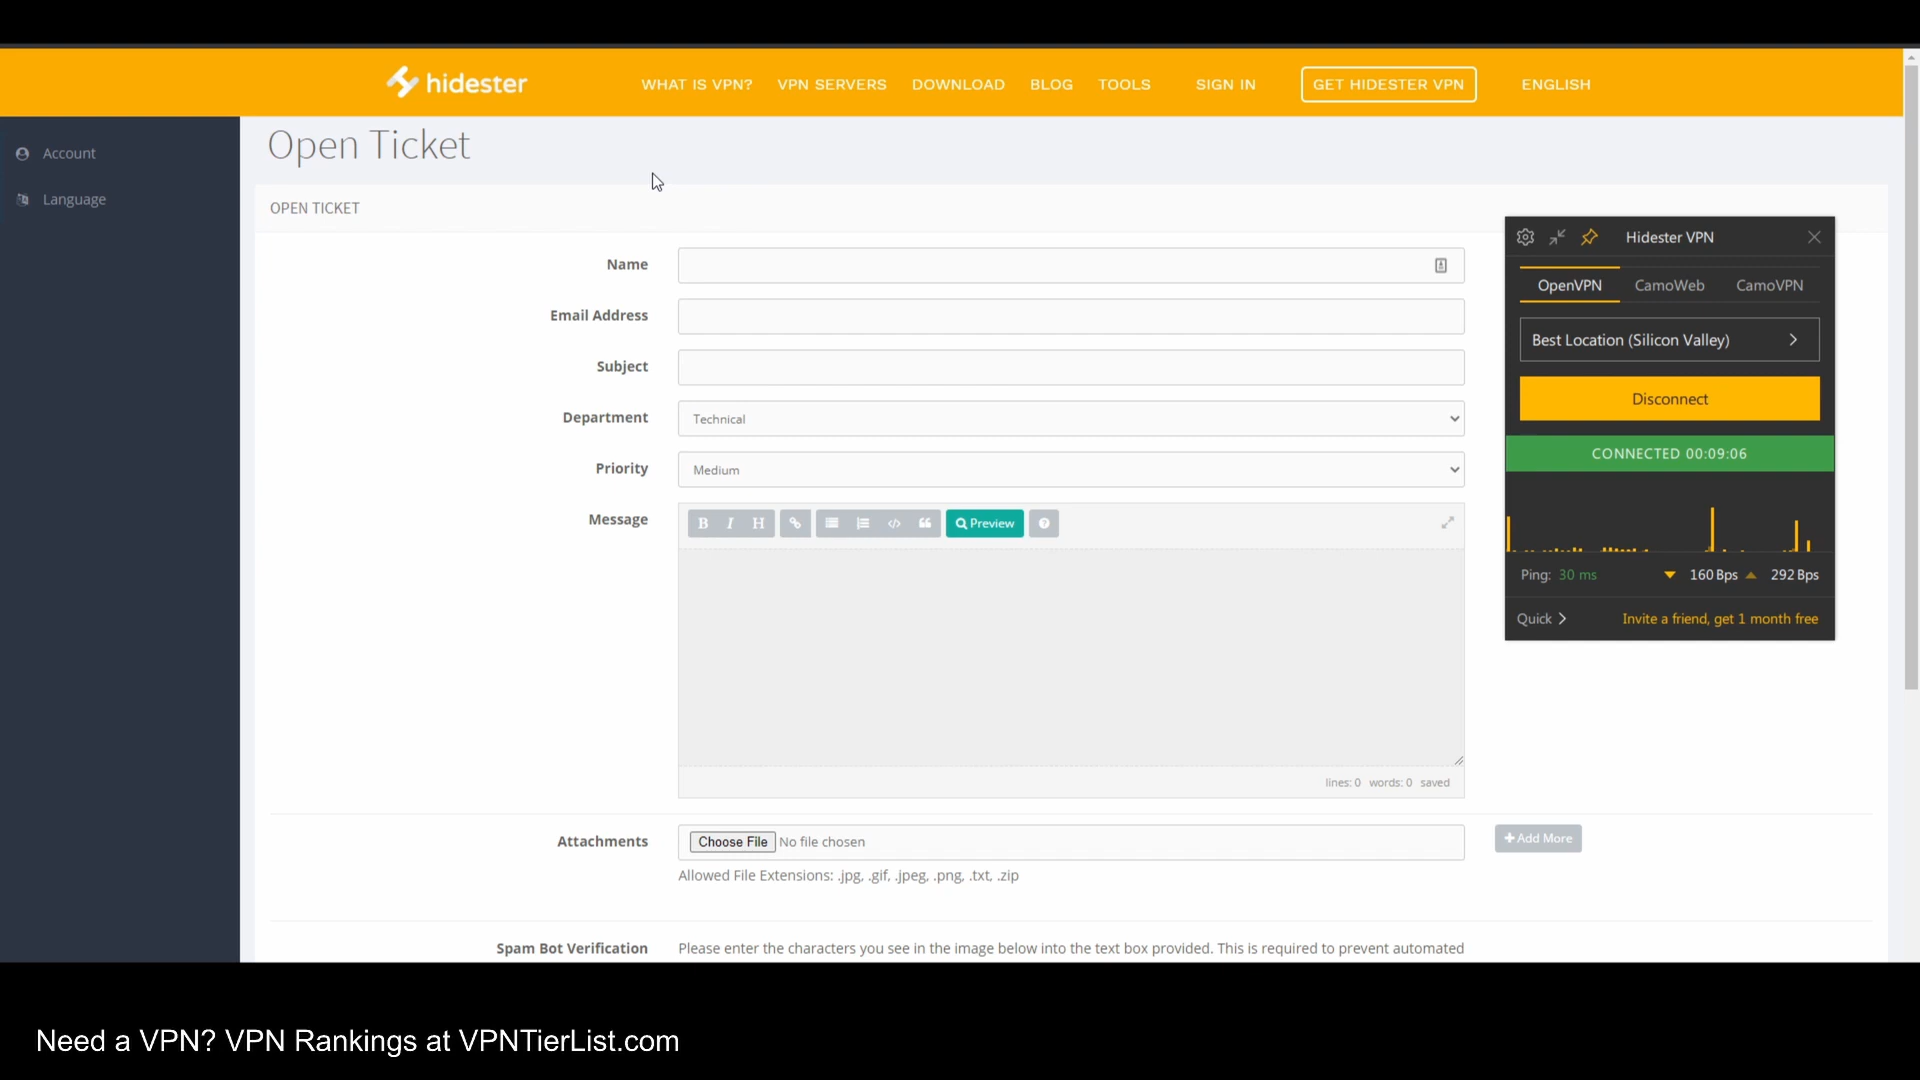 hidester
WHAT IS VPN? VPN SERVERS DOWNLOAD BLOG TOOLS SIGN IN GET HIDESTER VPN ENGLISH
Account
Language
Open Ticket
OPEN TICKET
Name
Email Address
Subject
Department Technical
Priority Medium
Message B I H Preview
lines: 0 words: 0 saved
Attachments Choose File No file chosen Add More
Allowed File Extensions: .jpg, .gif, .jpeg, .png, .txt, .zip
Spam Bot Verification Please enter the characters you see in the image below into the text box provided. This is required to prevent automated
Hidester VPN
OpenVPN CamoWeb CamoVPN
Best Location (Silicon Valley)
Disconnect
CONNECTED 00:09:06
Ping: 30 ms 160 Bps 292 Bps
Quick Invite a friend, get 1 month free
Need a VPN? VPN Rankings at VPNTierList.com